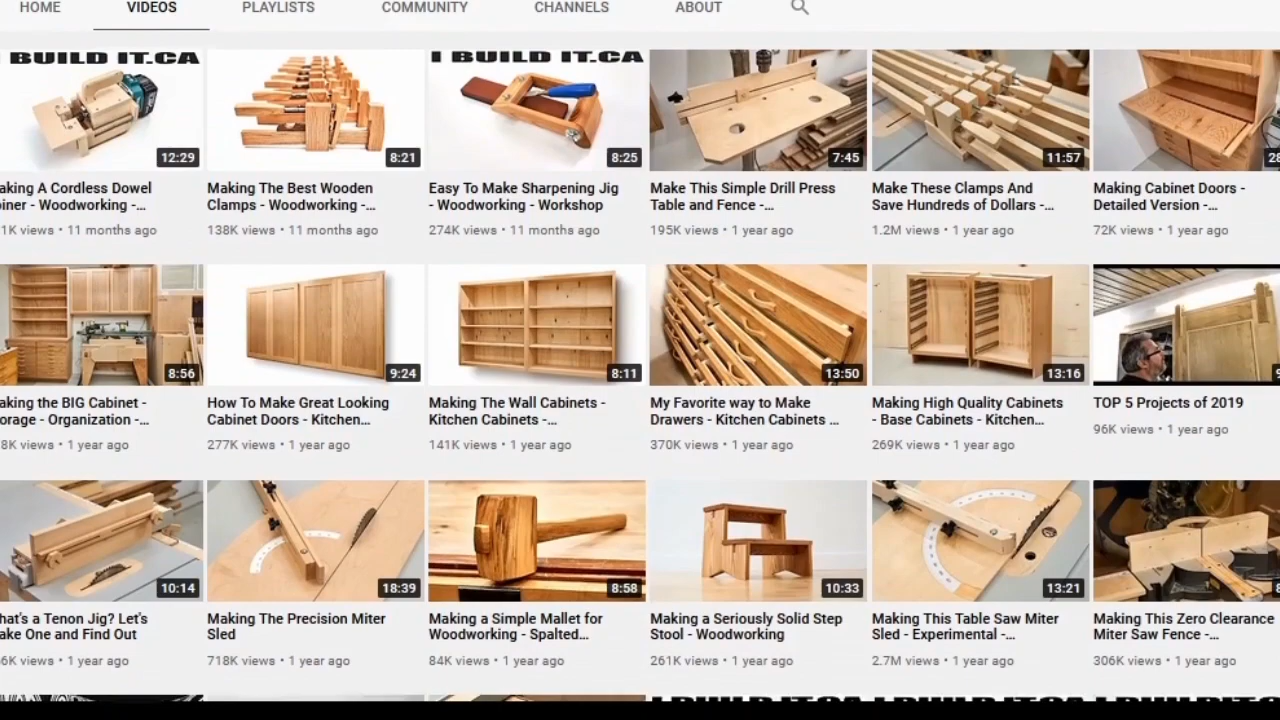 HOME VIDEOS PLAYLISTS COMMUNITY CHANNELS ABOUT
I BUILD IT.CA
12:29
8:21
I BUILD IT.CA
8:25
7:45
11:57
28
aking A Cordless Dowel
iner - Woodworking -...
1K views • 11 months ago
Making The Best Wooden
Clamps - Woodworking -...
138K views • 11 months ago
Easy To Make Sharpening Jig
- Woodworking - Workshop
274K views • 11 months ago
Make This Simple Drill Press
Table and Fence -...
195K views • 1 year ago
Make These Clamps And
Save Hundreds of Dollars -...
1.2M views • 1 year ago
Making Cabinet Doors -
Detailed Version -...
72K views • 1 year ago
8:56
9:24
8:11
13:50
13:16
9
aking the BIG Cabinet -
orage - Organization -...
8K views • 1 year ago
How To Make Great Looking
Cabinet Doors - Kitchen...
277K views • 1 year ago
Making The Wall Cabinets -
Kitchen Cabinets -...
141K views • 1 year ago
My Favorite way to Make
Drawers - Kitchen Cabinets ...
370K views • 1 year ago
Making High Quality Cabinets
- Base Cabinets - Kitchen...
269K views • 1 year ago
TOP 5 Projects of 2019
96K views • 1 year ago
10:14
18:39
8:58
10:33
13:21
8
hat's a Tenon Jig? Let's
ake One and Find Out
6K views • 1 year ago
Making The Precision Miter
Sled
718K views • 1 year ago
Making a Simple Mallet for
Woodworking - Spalted...
84K views • 1 year ago
Making a Seriously Solid Step
Stool - Woodworking
261K views • 1 year ago
Making This Table Saw Miter
Sled - Experimental -...
2.7M views • 1 year ago
Making This Zero Clearance
Miter Saw Fence -...
306K views • 1 year ago
I BUILD IT.CA I BUILD IT.CA I BUILD IT.C